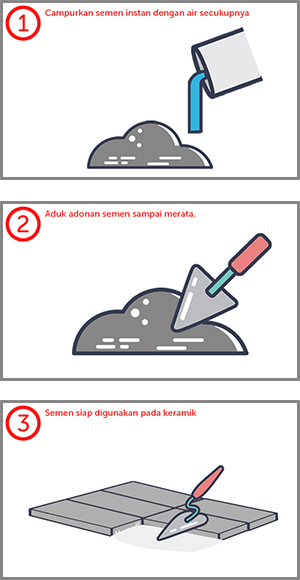 1
Campurkan semen instan dengan air secukupnya
2
Aduk adonan semen sampai merata.
3
Semen siap digunakan pada keramik